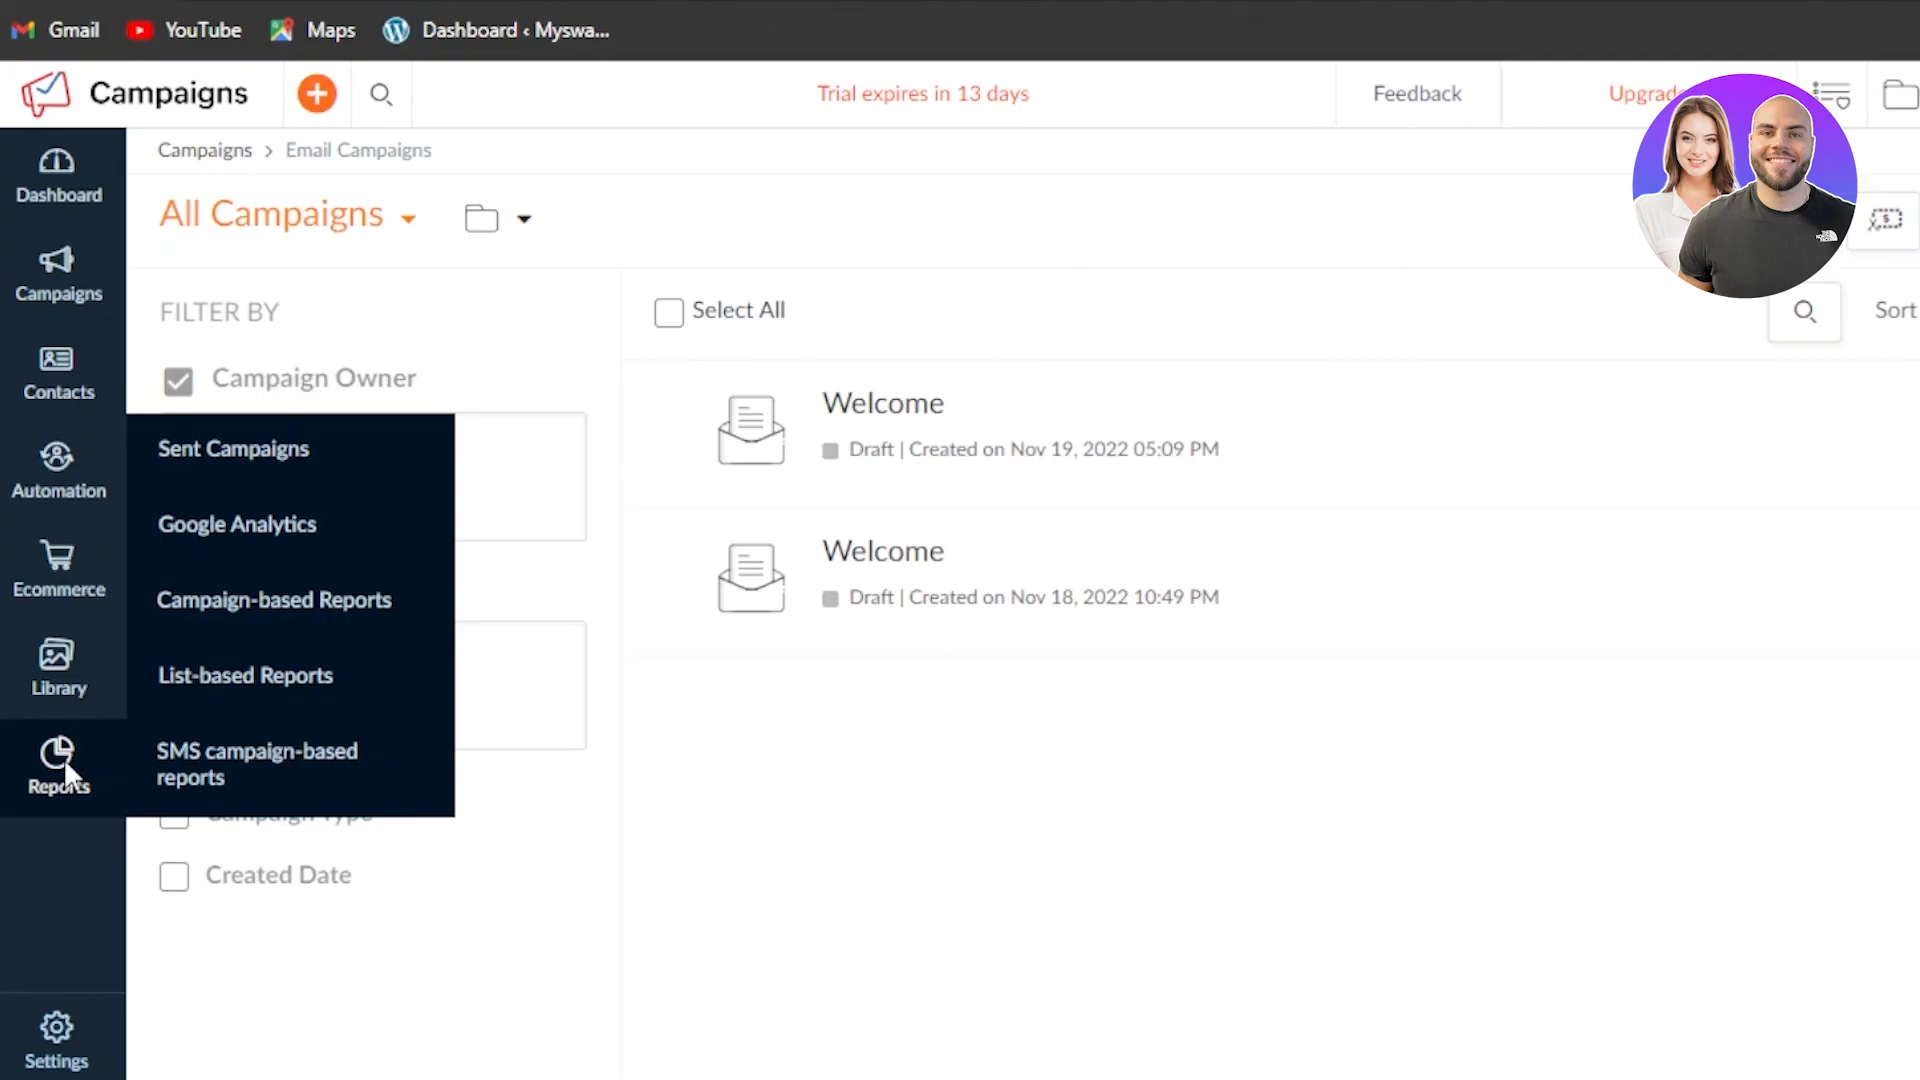 Gmail
YouTube
Maps
Dashboard ‹ Myswa...
Campaigns
Trial expires in 13 days
Feedback
Campaigns > Email Campaigns
All Campaigns
Dashboard
Campaigns
Contacts
Automation
Ecommerce
Library
Reports
Settings
FILTER BY
Campaign Owner
Sent Campaigns
Google Analytics
Campaign-based Reports
List-based Reports
SMS campaign-based
reports
Campaign Type
Created Date
Select All
Sort
Welcome
Draft | Created on Nov 19, 2022 05:09 PM
Welcome
Draft | Created on Nov 18, 2022 10:49 PM